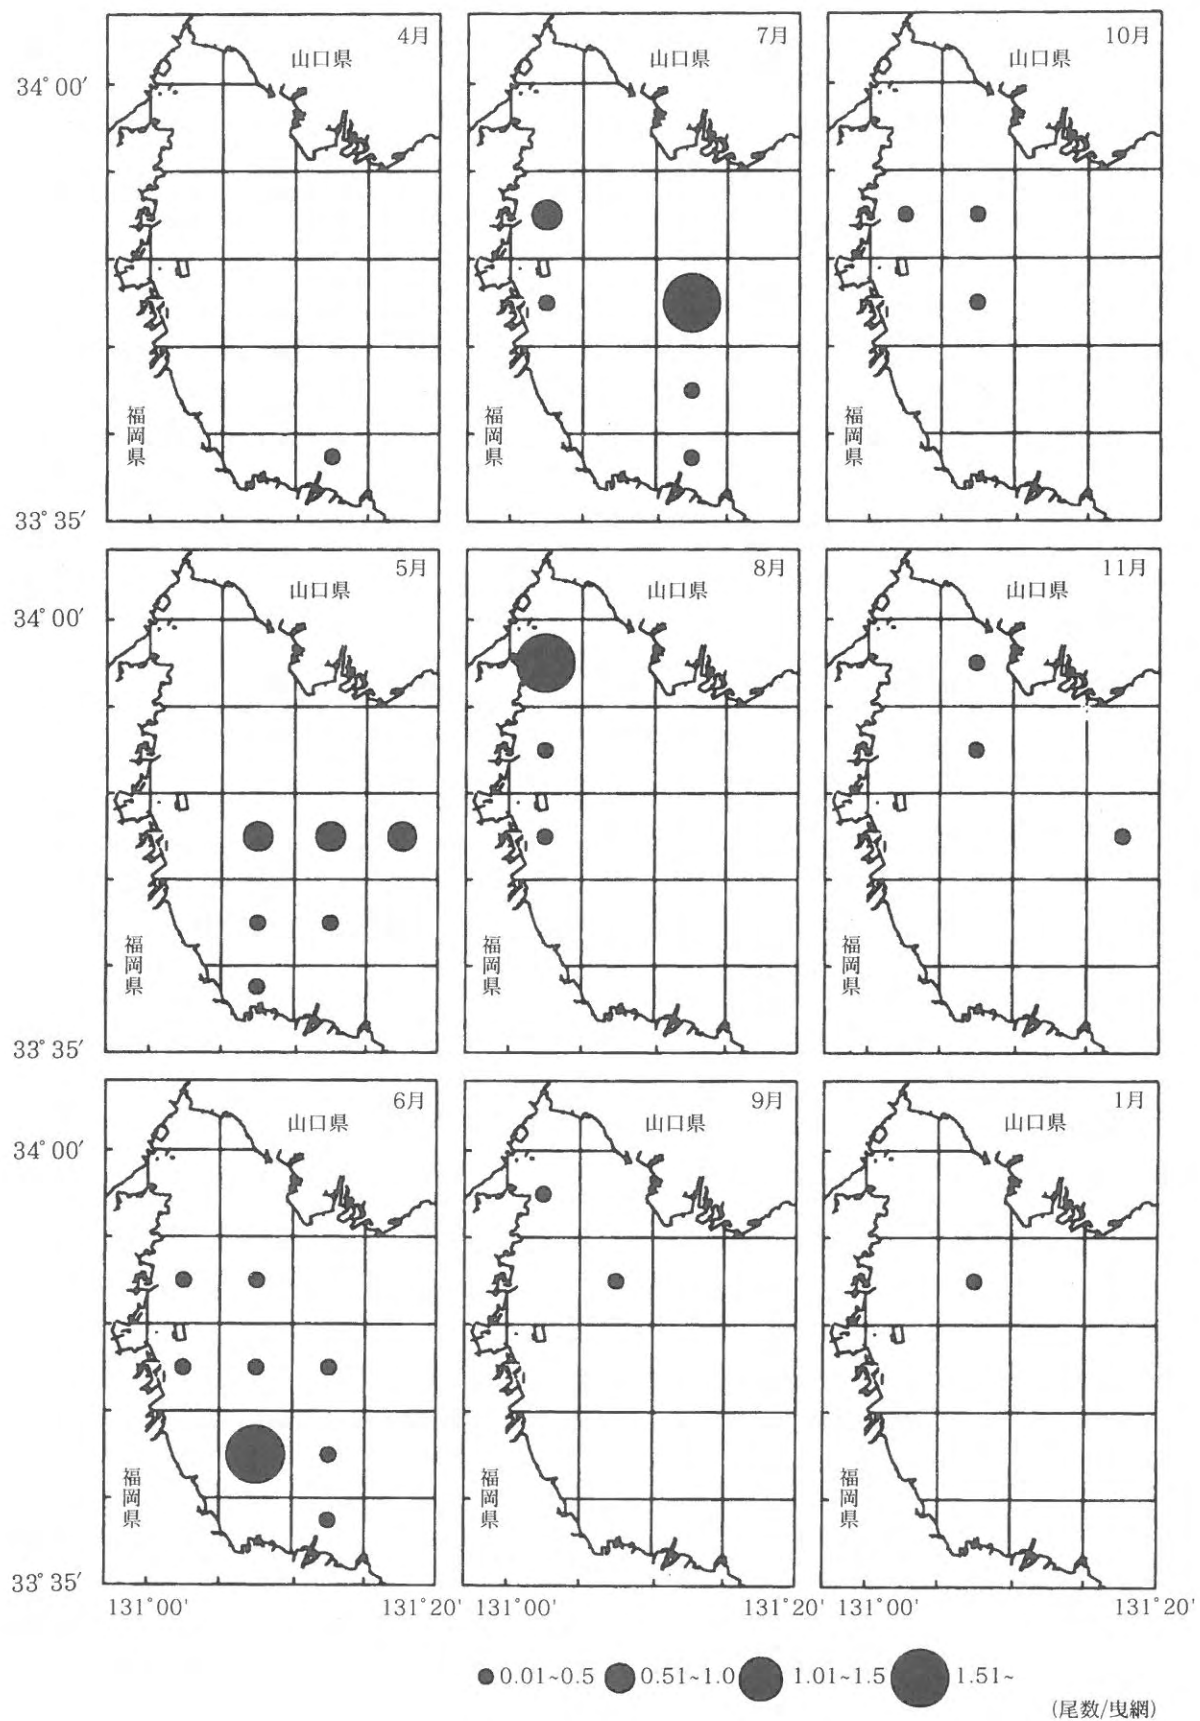 4月
山口県
34°00′
福岡県
33°35′
7月
山口県
福岡県
10月
山口県
福岡県
5月
山口県
34°00′
福岡県
33°35′
8月
山口県
福岡県
11月
山口県
福岡県
6月
山口県
34°00′
福岡県
33°35′
131°00′
131°20′
9月
山口県
福岡県
131°00′
131°20′
1月
山口県
福岡県
131°00′
131°20′
0.01~0.5 0.51~1.0 1.01~1.5 1.51~
(尾数/曳網)